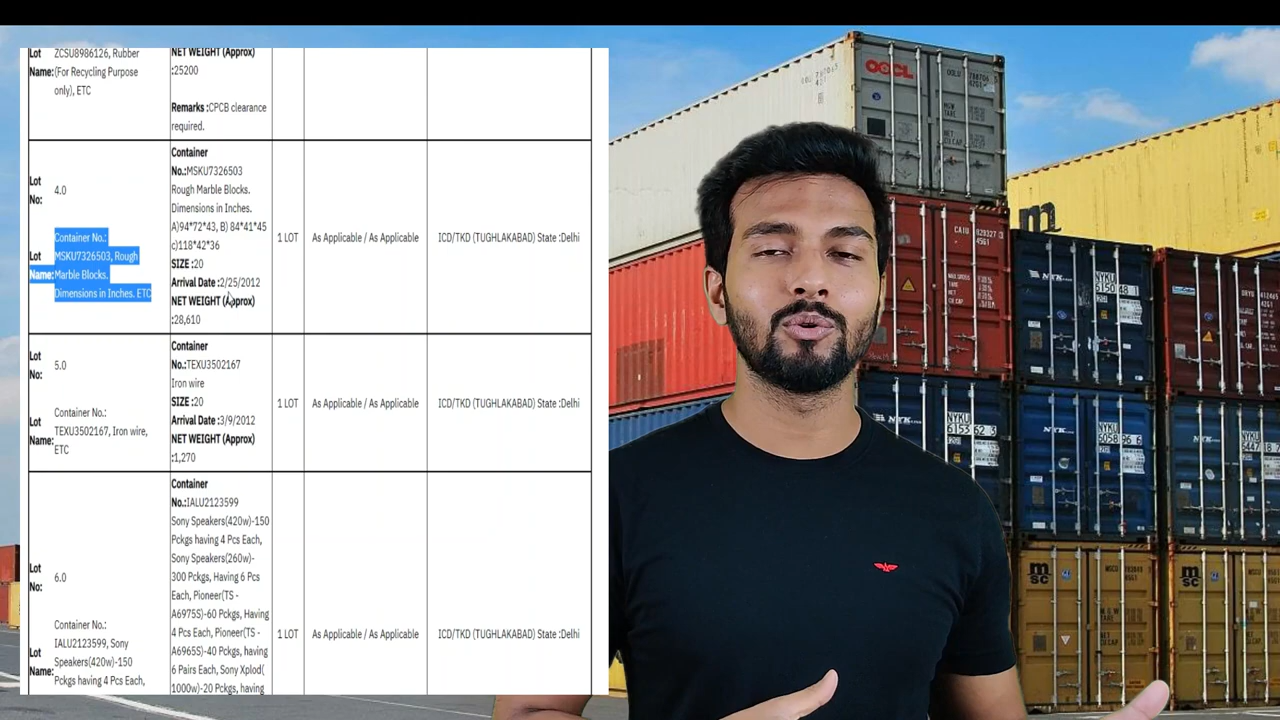 Lot
Name:
ZCSU8986126, Rubber
(For Recycling Purpose
only), ETC
NET WEIGHT (Approx)
:25200
Remarks :CPCB clearance
required.
Lot
No:
4.0
Lot
Name:
Container No.:
MSKU7326503, Rough
Marble Blocks.
Dimensions in Inches. ETC
Container
No.:MSKU7326503
Rough Marble Blocks.
Dimensions in Inches.
A)94*72*43, B) 84*41*45
c)118*42*36
SIZE :20
Arrival Date :2/25/2012
NET WEIGHT (Approx)
:28,610
1 LOT
As Applicable / As Applicable
ICD/TKD (TUGHLAKABAD) State :Delhi
Lot
No:
5.0
Lot
Name:
Container No.:
TEXU3502167, Iron wire,
ETC
Container
No.:TEXU3502167
Iron wire
SIZE :20
Arrival Date :3/9/2012
NET WEIGHT (Approx)
:1,270
1 LOT
As Applicable / As Applicable
ICD/TKD (TUGHLAKABAD) State :Delhi
Lot
No:
6.0
Lot
Name:
Container No.:
IALU2123599, Sony
Speakers(420w)-150
Pckgs having 4 Pcs Each,
Container
No.:IALU2123599
Sony Speakers(420w)-150
Pckgs having 4 Pcs Each,
Sony Speakers(260w)-
300 Pckgs, Having 6 Pcs
Each, Pioneer(TS -
A6975S)-60 Pckgs, Having
4 Pcs Each, Pioneer(TS -
A6965S)-40 Pckgs, having
6 Pairs Each, Sony Xplod(
1000w)-20 Pckgs, having
1 LOT
As Applicable / As Applicable
ICD/TKD (TUGHLAKABAD) State :Delhi
OOCL
m
NYK
NYK
NYK
NYKU
NYKU
NYKU
msc
msc